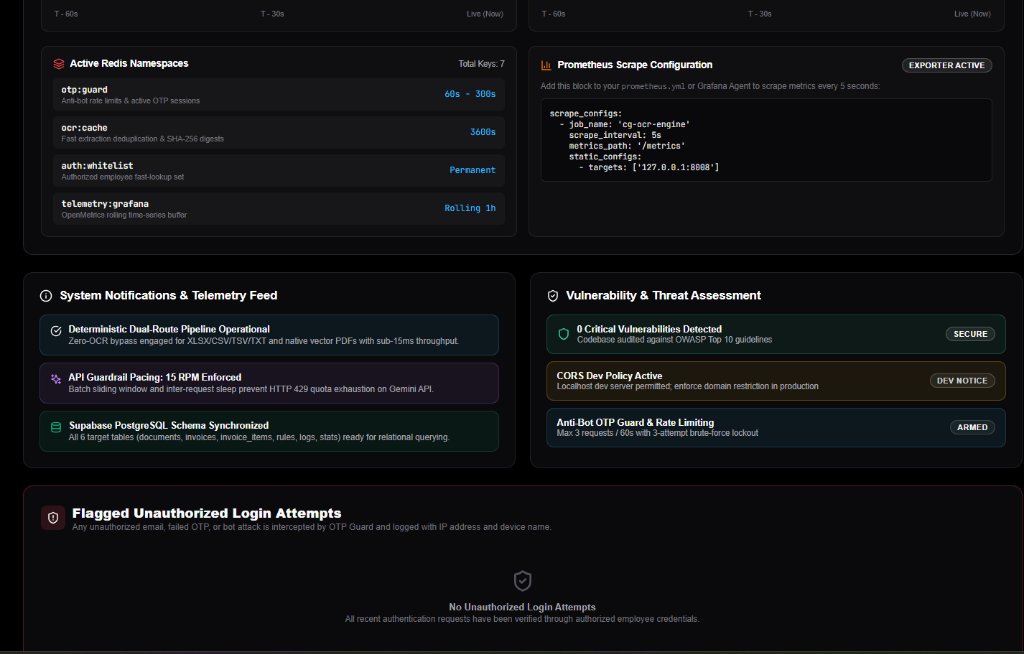 T - 60s
T - 30s
Live (Now)
T - 60s
T - 30s
Live (Now)
Active Redis Namespaces
Total Keys: 7
otp:guard
Anti-bot rate limits & active OTP sessions
60s - 300s
ocr:cache
Fast extraction deduplication & SHA-256 digests
3600s
auth:whitelist
Authorized employee fast-lookup set
Permanent
telemetry:grafana
OpenMetrics rolling time-series buffer
Rolling 1h
Prometheus Scrape Configuration
EXPORTER ACTIVE
Add this block to your prometheus.yml or Grafana Agent to scrape metrics every 5 seconds:
scrape_configs:
- job_name: 'cg-ocr-engine'
scrape_interval: 5s
metrics_path: '/metrics'
static_configs:
- targets: ['127.0.0.1:8008']
System Notifications & Telemetry Feed
Deterministic Dual-Route Pipeline Operational
Zero-OCR bypass engaged for XLSX/CSV/TSV/TXT and native vector PDFs with sub-15ms throughput.
API Guardrail Pacing: 15 RPM Enforced
Batch sliding window and inter-request sleep prevent HTTP 429 quota exhaustion on Gemini API.
Supabase PostgreSQL Schema Synchronized
All 6 target tables (documents, invoices, invoice_items, rules, logs, stats) ready for relational querying.
Vulnerability & Threat Assessment
0 Critical Vulnerabilities Detected
Codebase audited against OWASP Top 10 guidelines
SECURE
CORS Dev Policy Active
Localhost dev server permitted; enforce domain restriction in production
DEV NOTICE
Anti-Bot OTP Guard & Rate Limiting
Max 3 requests / 60s with 3-attempt brute-force lockout
ARMED
Flagged Unauthorized Login Attempts
Any unauthorized email, failed OTP, or bot attack is intercepted by OTP Guard and logged with IP address and device name.
No Unauthorized Login Attempts
All recent authentication requests have been verified through authorized employee credentials.